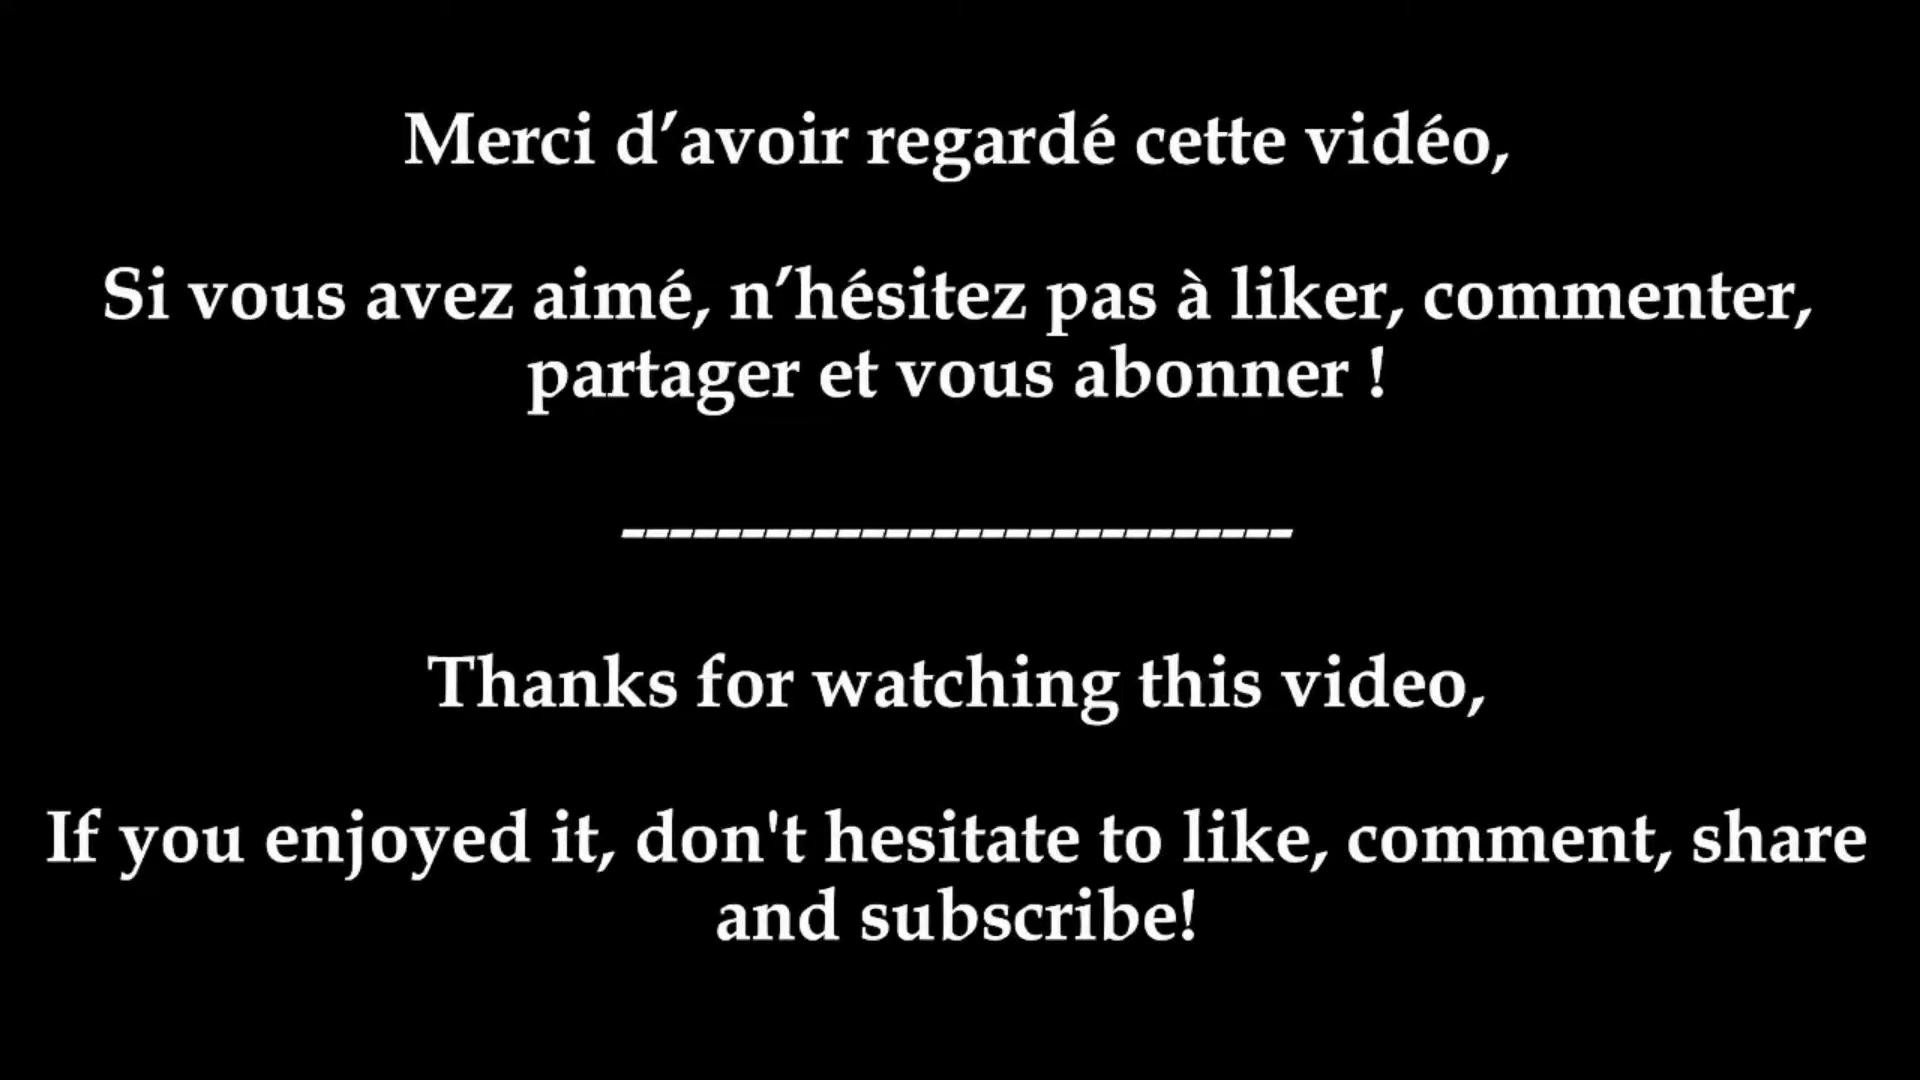 Merci d’avoir regardé cette vidéo,
Si vous avez aimé, n’hésitez pas à liker, commenter,
partager et vous abonner !
----------------------------
Thanks for watching this video,
If you enjoyed it, don't hesitate to like, comment, share
and subscribe!